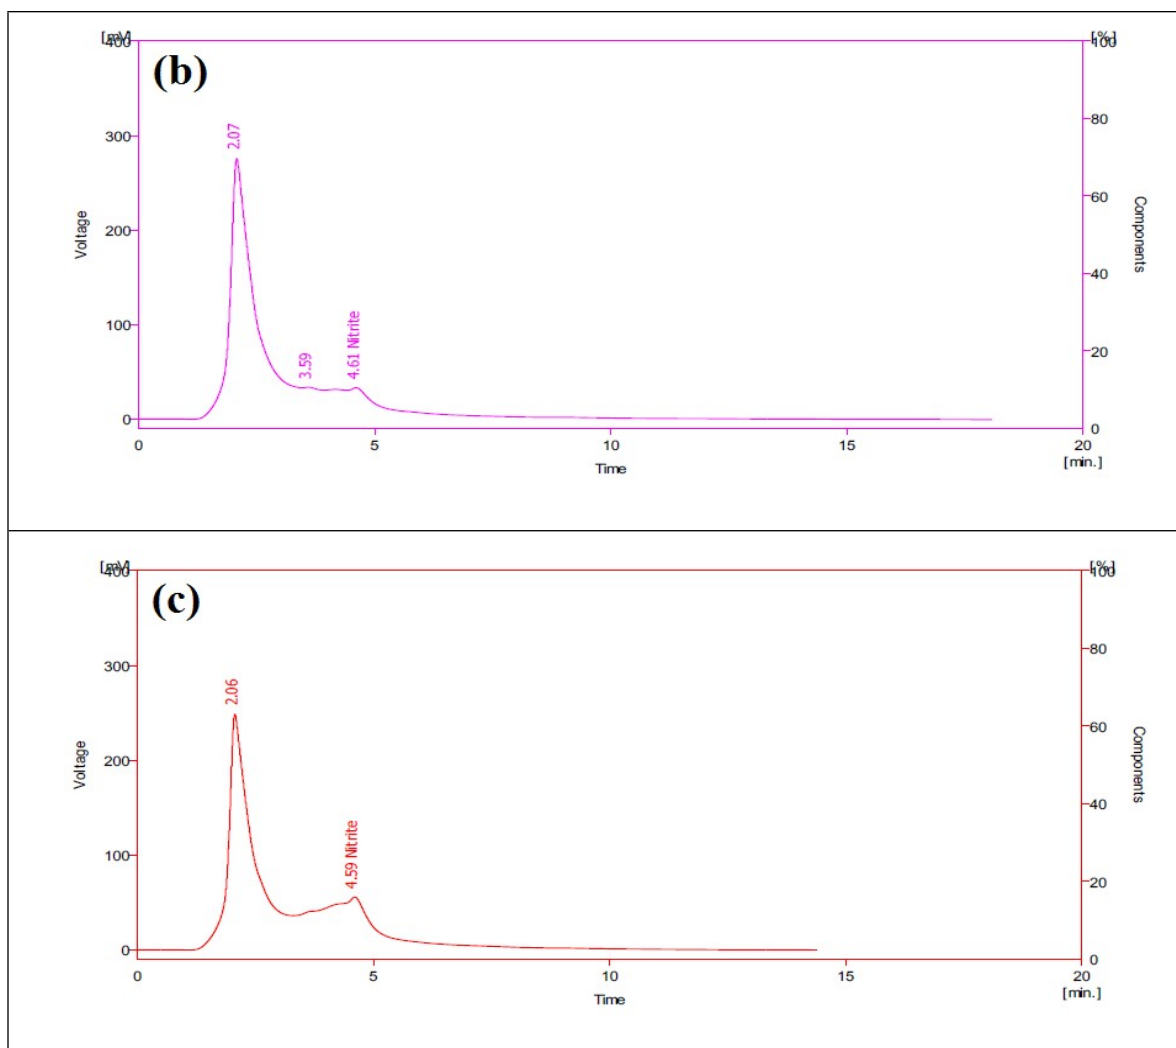 [mV]
400
(b)
[%]
100
300
200
100
0
Voltage
2.07
3.59
4.61 Nitrite
80
60
40
20
0
Components
0
5
10
15
20
Time
[min.]
[mV]
400
(c)
[%]
100
300
200
100
0
Voltage
2.06
4.59 Nitrite
80
60
40
20
0
Components
0
5
10
15
20
Time
[min.]